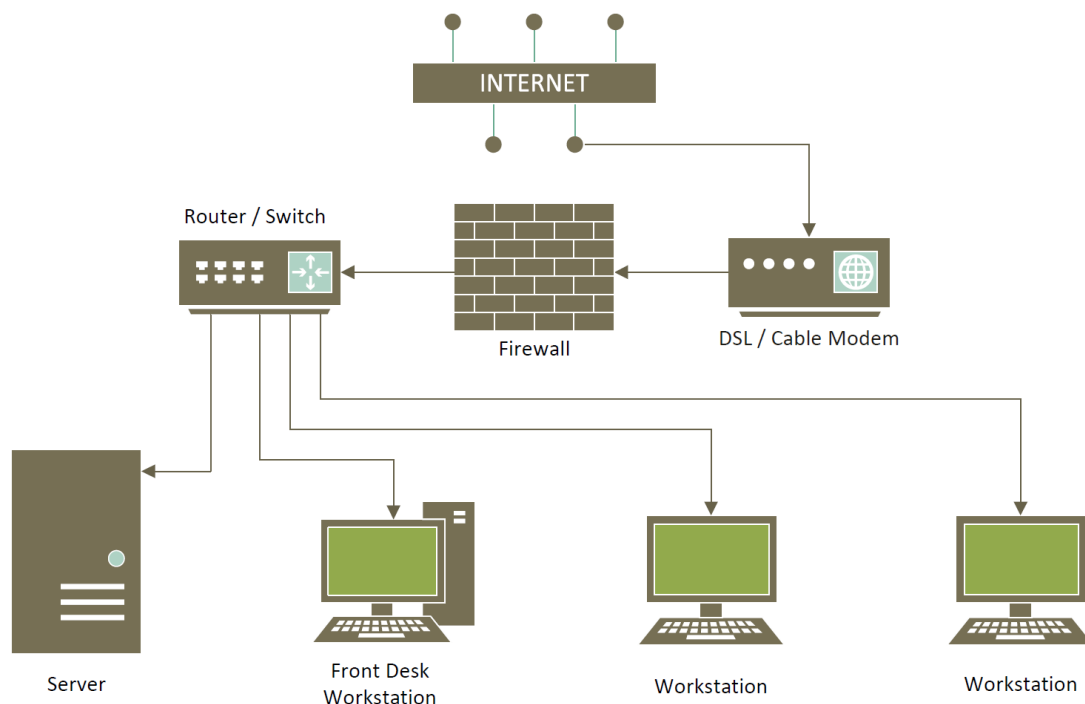 INTERNET
Router / Switch
Firewall
DSL / Cable Modem
Server
Front Desk
Workstation
Workstation
Workstation